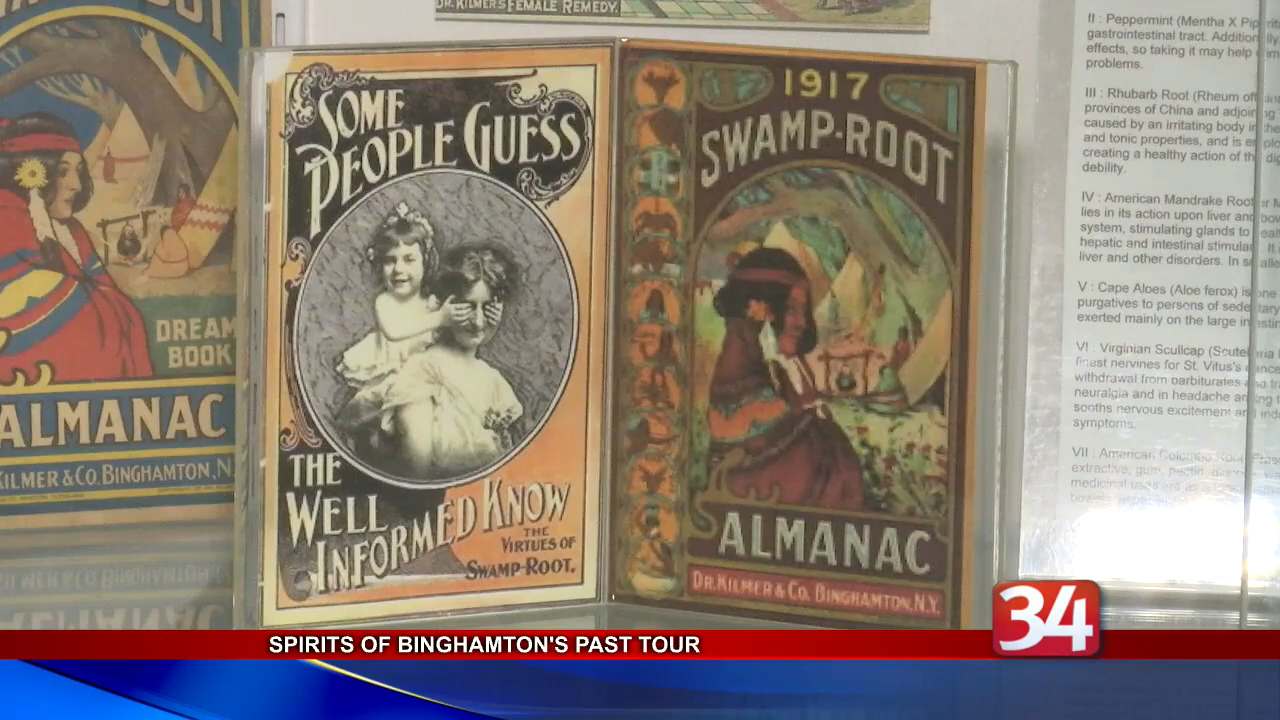 DR. KILMER'S FEMALE REMEDY.
DREAM
BOOK
ALMANAC
KILMER & CO. BINGHAMTON, N.
SOME
PEOPLE GUESS
THE
WELL
INFORMED KNOW
THE
VIRTUES OF
SWAMP-ROOT.
1917
SWAMP-ROOT
ALMANAC
DR. KILMER & CO. BINGHAMTON, N.Y.
II : Peppermint (Mentha X
gastrointestinal tract.
effects, so taking it may help
problems.
III : Rhubarb Root (Rheum
provinces of China and
caused by an irritating body in
and tonic properties, and is
creating a healthy action of
debility.
IV : American Mandrake Root
lies in its action upon liver and
system, stimulating glands to
hepatic and intestinal
liver and other disorders. In
V : Cape Aloes (Aloe ferox) is one
purgatives to persons of
exerted mainly on the large
VI . Virginian Scullcap
finest nervines for St. Vitus's
withdrawal from barbiturates
neuralgia and in headache
sooths nervous excitement and
symptoms.
VII : American
extractive, gum,
medicinal
34
SPIRITS OF BINGHAMTON'S PAST TOUR